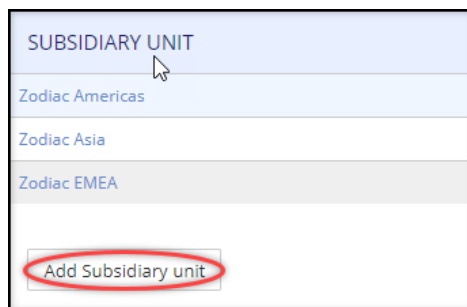 SUBSIDIARY UNIT
Zodiac Americas
Zodiac Asia
Zodiac EMEA
Add Subsidiary unit